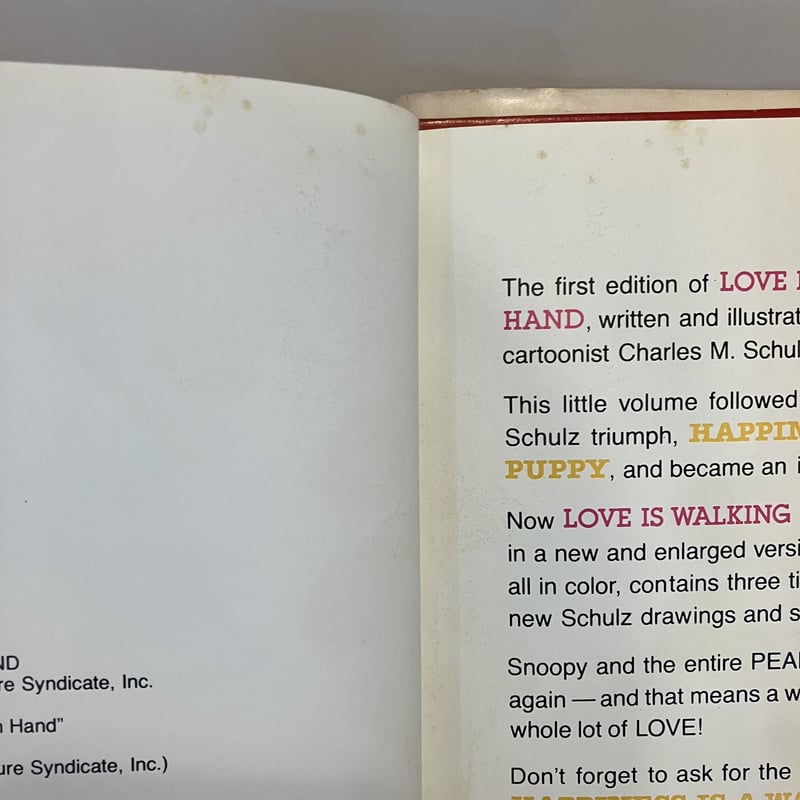 ND
re Syndicate, Inc.
n Hand”
ure Syndicate, Inc.)
The first edition of LOVE I
HAND, written and illustrat
cartoonist Charles M. Schul
This little volume followed
Schulz triumph, HAPPIN
PUPPY, and became an i
Now LOVE IS WALKING
in a new and enlarged versi
all in color, contains three ti
new Schulz drawings and s
Snoopy and the entire PEA
again — and that means a w
whole lot of LOVE!
Don’t forget to ask for the
HAPPINESS IS A WA